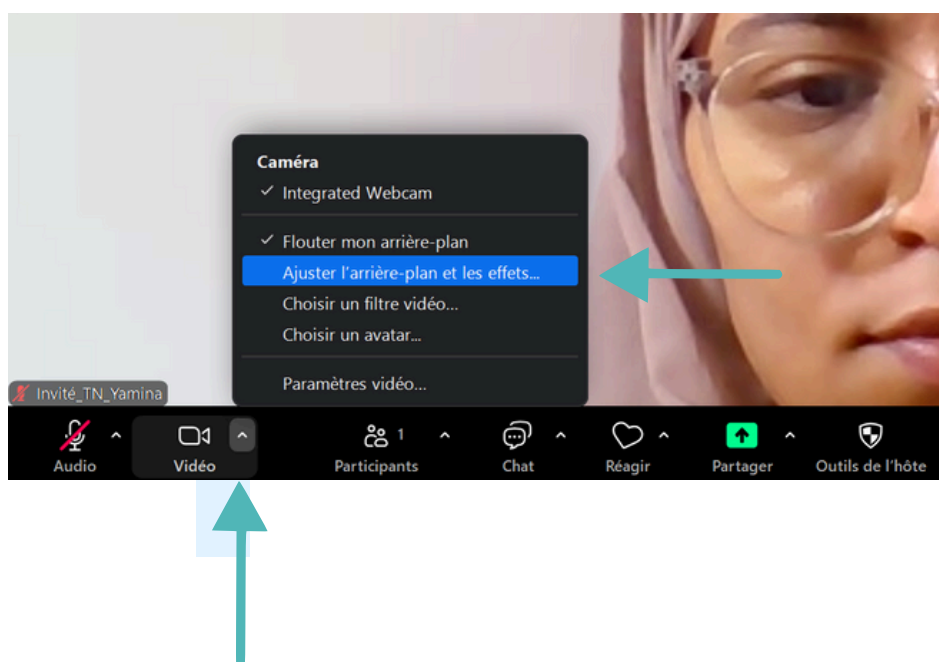 Caméra
Integrated Webcam
Flouter mon arrière-plan
Ajuster l'arrière-plan et les effets...
Choisir un filtre vidéo...
Choisir un avatar...
Paramètres vidéo...
Invité_TN_Yamina
1
Audio Vidéo Participants Chat Réagir Partager Outils de l'hôte